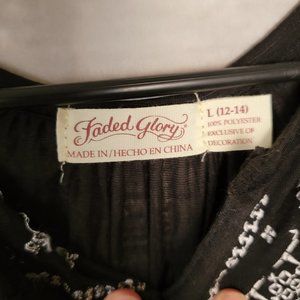 Faded Glory
MADE IN/HECHO EN CHINA
L (12-14)
100% POLYESTER
EXCLUSIVE OF
DECORATION